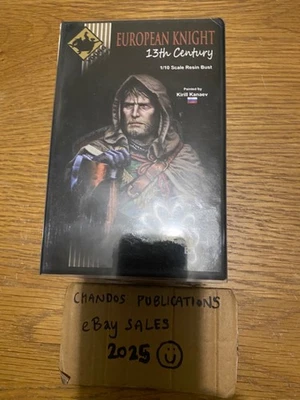 EUROPEAN KNIGHT
13th Century
1/10 Scale Resin Bust
Painted by
Kirill Kanaev
CHANDOS PUBLICATIONS
eBay SALES
2025